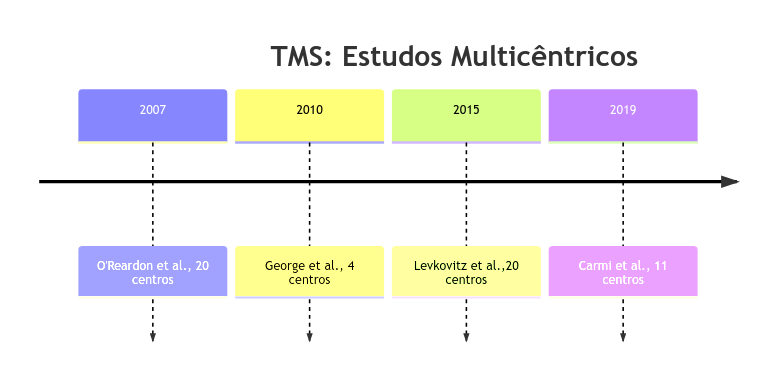 TMS: Estudos Multicêntricos
2007
2010
2015
2019
O'Reardon et al., 20
centros
George et al., 4
centros
Levkovitz et al.,20
centros
Carmi et al., 11
centros